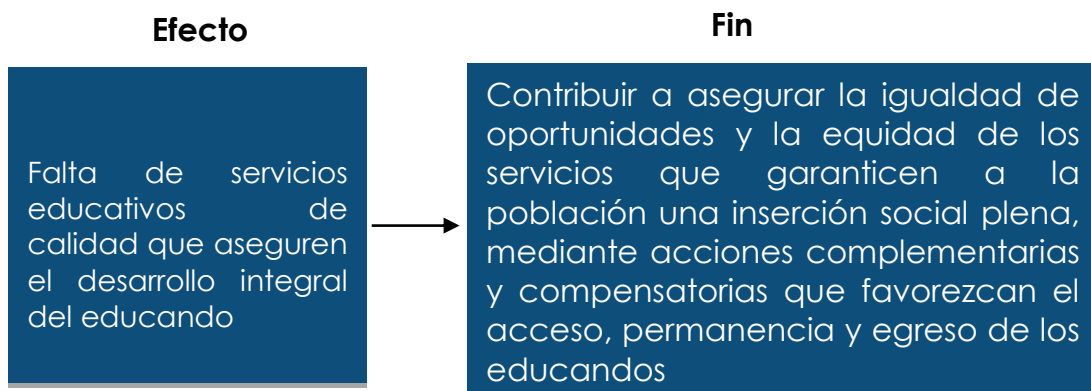 Efecto
Fin
Falta de servicios
educativos de
calidad que aseguren
el desarrollo integral
del educando
Contribuir a asegurar la igualdad de
oportunidades y la equidad de los
servicios que garanticen a la
población una inserción social plena,
mediante acciones complementarias
y compensatorias que favorezcan el
acceso, permanencia y egreso de los
educandos